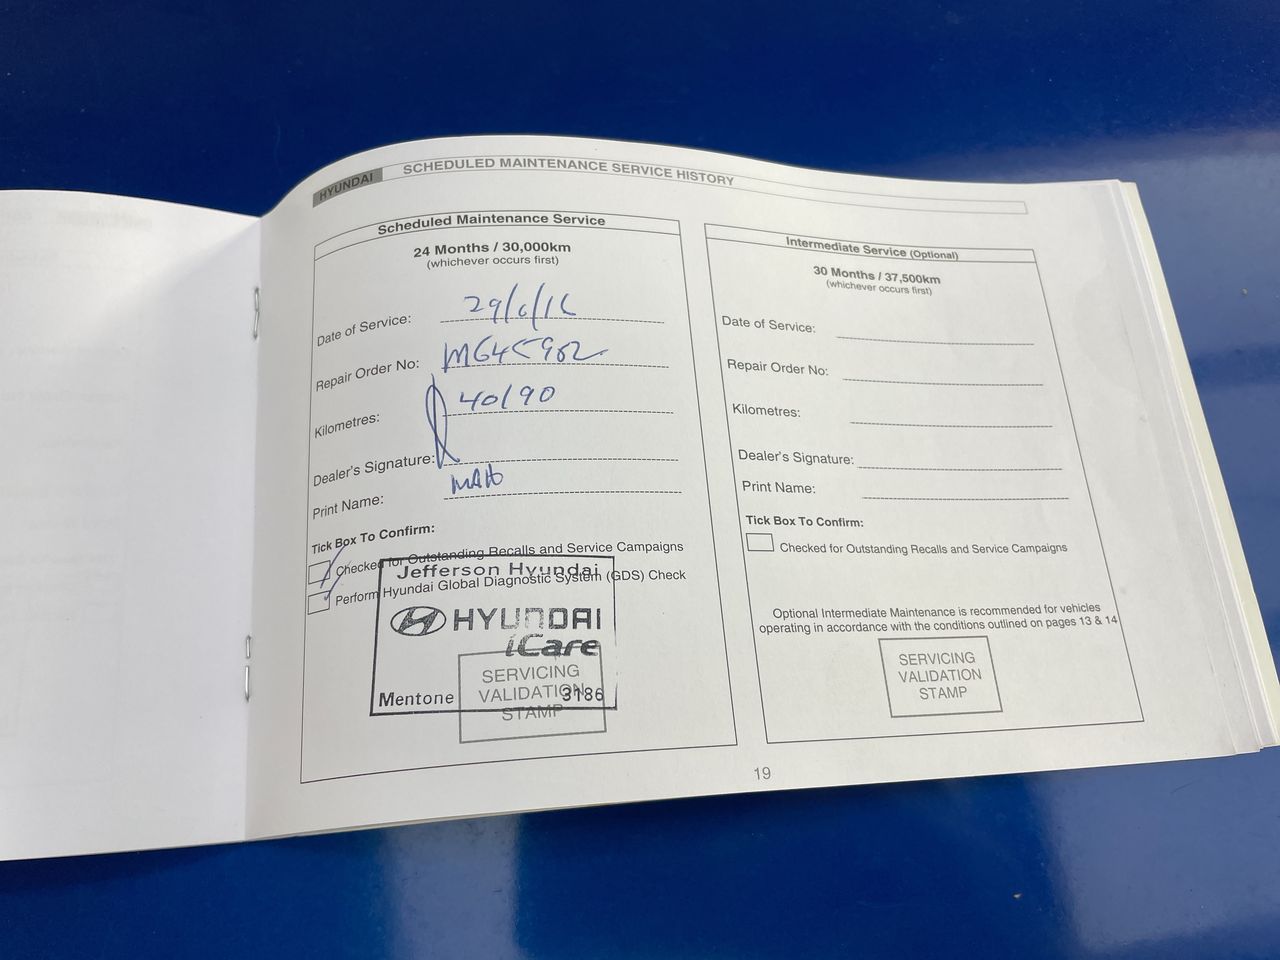 HYUNDAI
SCHEDULED MAINTENANCE SERVICE HISTORY
Scheduled Maintenance Service
24 Months / 30,000km
(whichever occurs first)
Date of Service: 29/6/16
Repair Order No:
Kilometres: 40190
Dealer's Signature:
Print Name:
Tick Box To Confirm:
Checked for Outstanding Recalls and Service Campaigns
Perform Hyundai Global Diagnostic System (GDS) Check
Jefferson Hyundai
HYUNDAI
iCare
Mentone 3186
SERVICING
VALIDATION
STAMP
Intermediate Service (Optional)
30 Months / 37,500km
(whichever occurs first)
Date of Service:
Repair Order No:
Kilometres:
Dealer's Signature:
Print Name:
Tick Box To Confirm:
Checked for Outstanding Recalls and Service Campaigns
Optional Intermediate Maintenance is recommended for vehicles
operating in accordance with the conditions outlined on pages 13 & 14
SERVICING
VALIDATION
STAMP
19